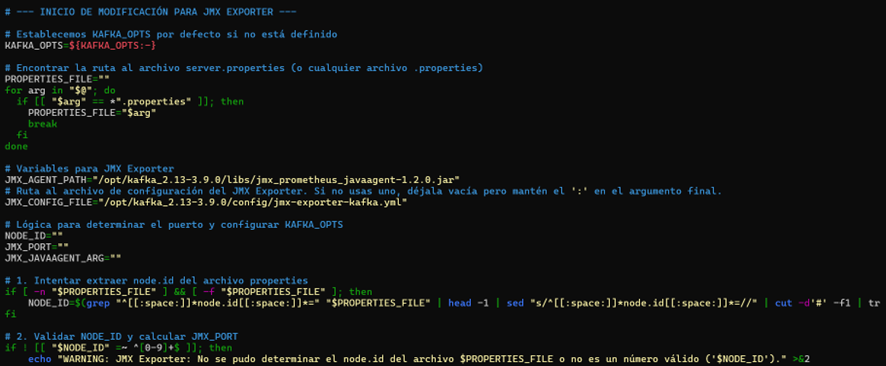 # --- INICIO DE MODIFICACIÓN PARA JMX EXPORTER ---
# Establecemos KAFKA_OPTS por defecto si no está definido
KAFKA_OPTS=${KAFKA_OPTS:-}
# Encontrar la ruta al archivo server.properties (o cualquier archivo .properties)
PROPERTIES_FILE=""
for arg in "$@"; do
  if [[ "$arg" == *".properties" ]]; then
    PROPERTIES_FILE="$arg"
    break
  fi
done
# Variables para JMX Exporter
JMX_AGENT_PATH="/opt/kafka_2.13-3.9.0/libs/jmx_prometheus_javaagent-1.2.0.jar"
# Ruta al archivo de configuración del JMX Exporter. Si no usas uno, déjala vacía pero mantén el ':' en el argumento final.
JMX_CONFIG_FILE="/opt/kafka_2.13-3.9.0/config/jmx-exporter-kafka.yml"
# Lógica para determinar el puerto y configurar KAFKA_OPTS
NODE_ID=""
JMX_PORT=""
JMX_JAVAAGENT_ARG=""
# 1. Intentar extraer node.id del archivo properties
if [ -n "$PROPERTIES_FILE" ] && [ -f "$PROPERTIES_FILE" ]; then
    NODE_ID=$(grep "^[[:space:]]*node.id[[:space:]]*=" "$PROPERTIES_FILE" | head -1 | sed "s/^[[:space:]]*node.id[[:space:]]*=//" | cut -d'#' -f1 | tr
fi
# 2. Validar NODE_ID y calcular JMX_PORT
if ! [[ "$NODE_ID" =~ ^[0-9]+$ ]]; then
    echo "WARNING: JMX Exporter: No se pudo determinar el node.id del archivo $PROPERTIES_FILE o no es un número válido ('$NODE_ID')." >&2